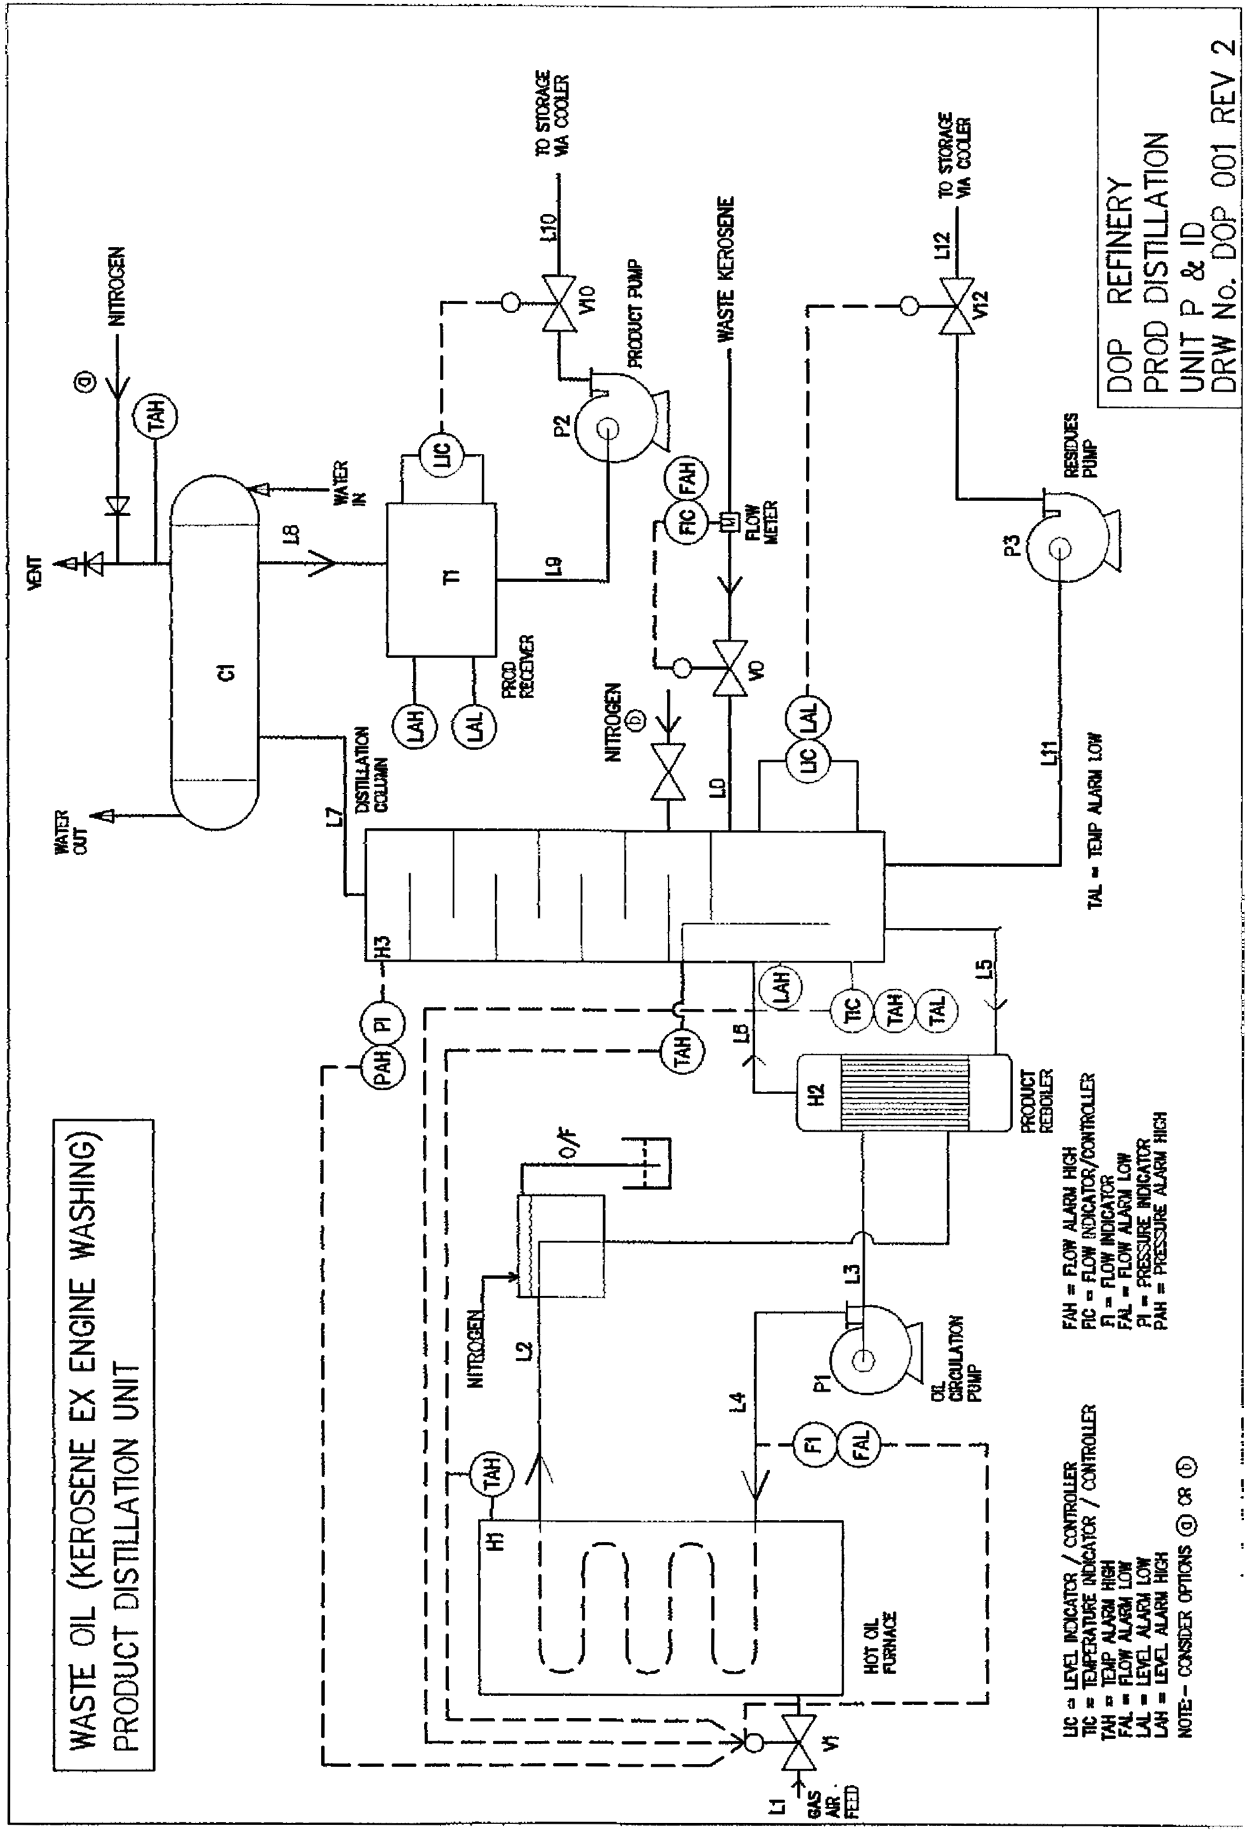 WASTE OIL (KEROSENE EX ENGINE WASHING)
PRODUCT DISTILLATION UNIT
VENT
NITROGEN
ⓐ
TAH
WATER
OUT
C1
WATER
IN
L8
L7
DISTILLATION
COLUMN
LAH
LAL
T1
LIC
PROD
RECEIVER
L9
P2
PRODUCT PUMP
V10
L10
TO STORAGE
VIA COOLER
PAH
PI
H3
NITROGEN
ⓑ
FIC
FAH
FLOW
METER
M
WASTE KEROSENE
V0
L0
LIC
LAL
V12
L12
TO STORAGE
VIA COOLER
L11
P3
RESIDUES
PUMP
TAH
LAH
TIC
TAH
TAL
L6
L5
H2
PRODUCT
REBOILER
NITROGEN
O/F
L2
TAH
H1
L3
L4
P1
OIL
CIRCULATION
PUMP
F1
FAL
HOT OIL
FURNACE
V1
L1
GAS
AIR
FEED
LIC = LEVEL INDICATOR / CONTROLLER
TIC = TEMPERATURE INDICATOR / CONTROLLER
TAH = TEMP ALARM HIGH
FAL = FLOW ALARM LOW
LAL = LEVEL ALARM LOW
LAH = LEVEL ALARM HIGH
NOTE:- CONSIDER OPTIONS ⓐ OR ⓑ
FAH = FLOW ALARM HIGH
FIC = FLOW INDICATOR/CONTROLLER
FI = FLOW INDICATOR
FAL = FLOW ALARM LOW
PI = PRESSURE INDICATOR
PAH = PRESSURE ALARM HIGH
TAL = TEMP ALARM LOW
DOP REFINERY
PROD DISTILLATION
UNIT P & ID
DRW No. DOP 001 REV 2